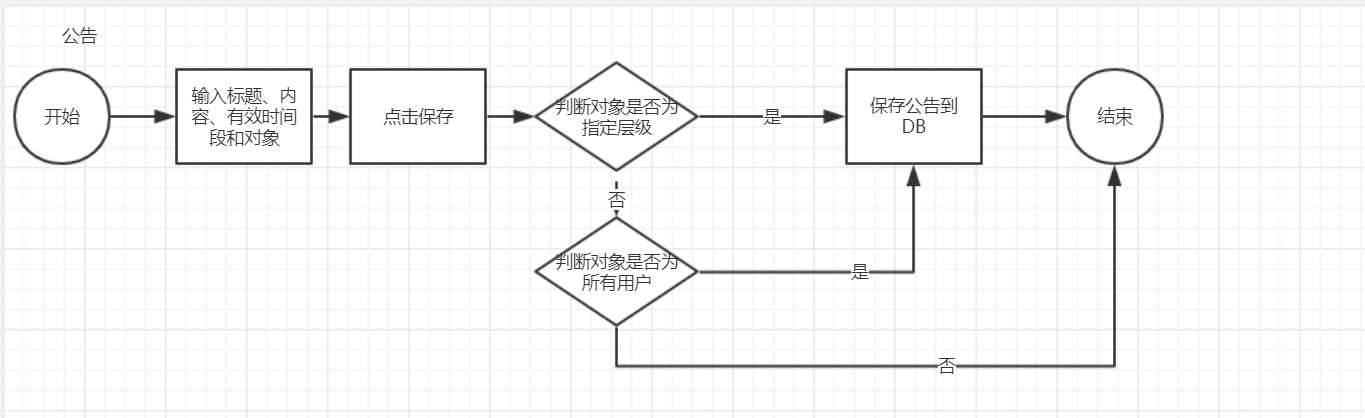 公告
开始
输入标题、内
容、有效时间
段和对象
点击保存
判断对象是否为
指定层级
是
保存公告到
DB
结束
否
判断对象是否为
所有用户
是
否